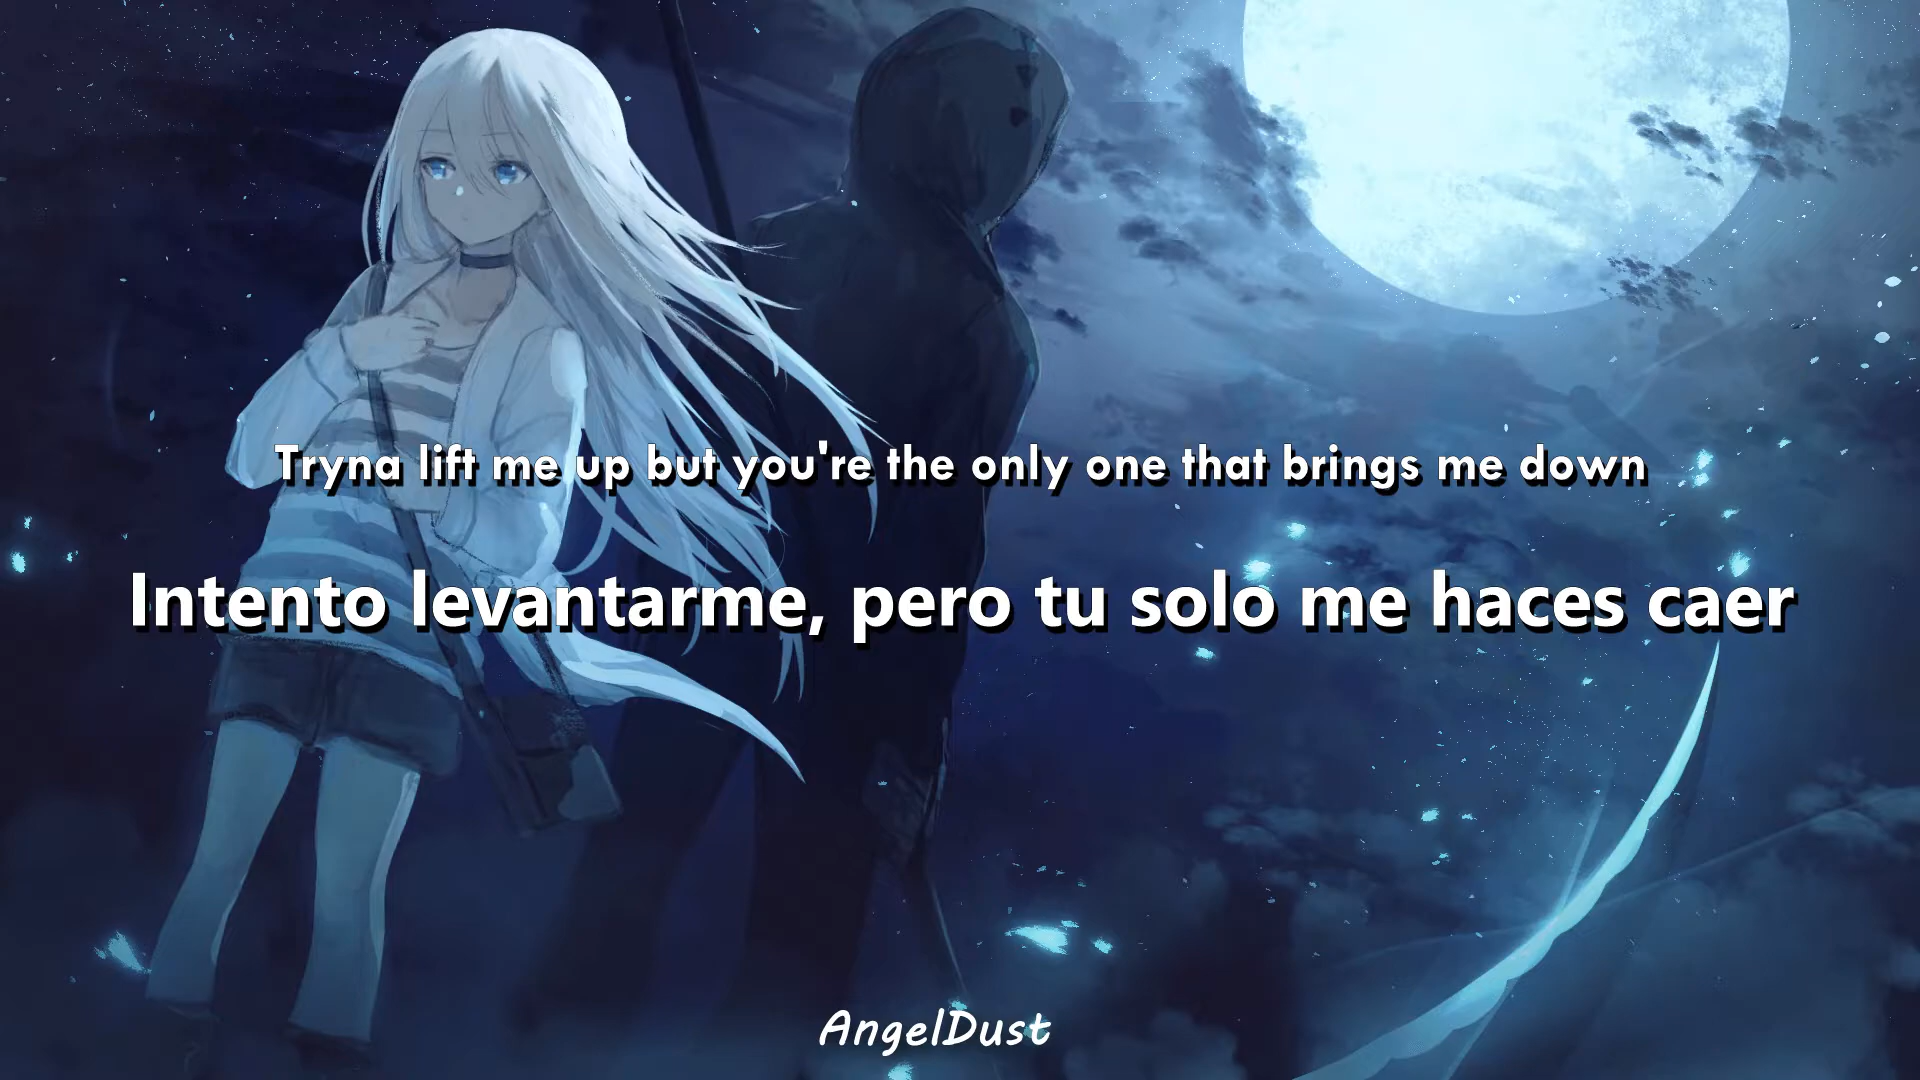 Tryna lift me up but you're the only one that brings me down
Intento levantarme, pero tu solo me haces caer
AngelDust